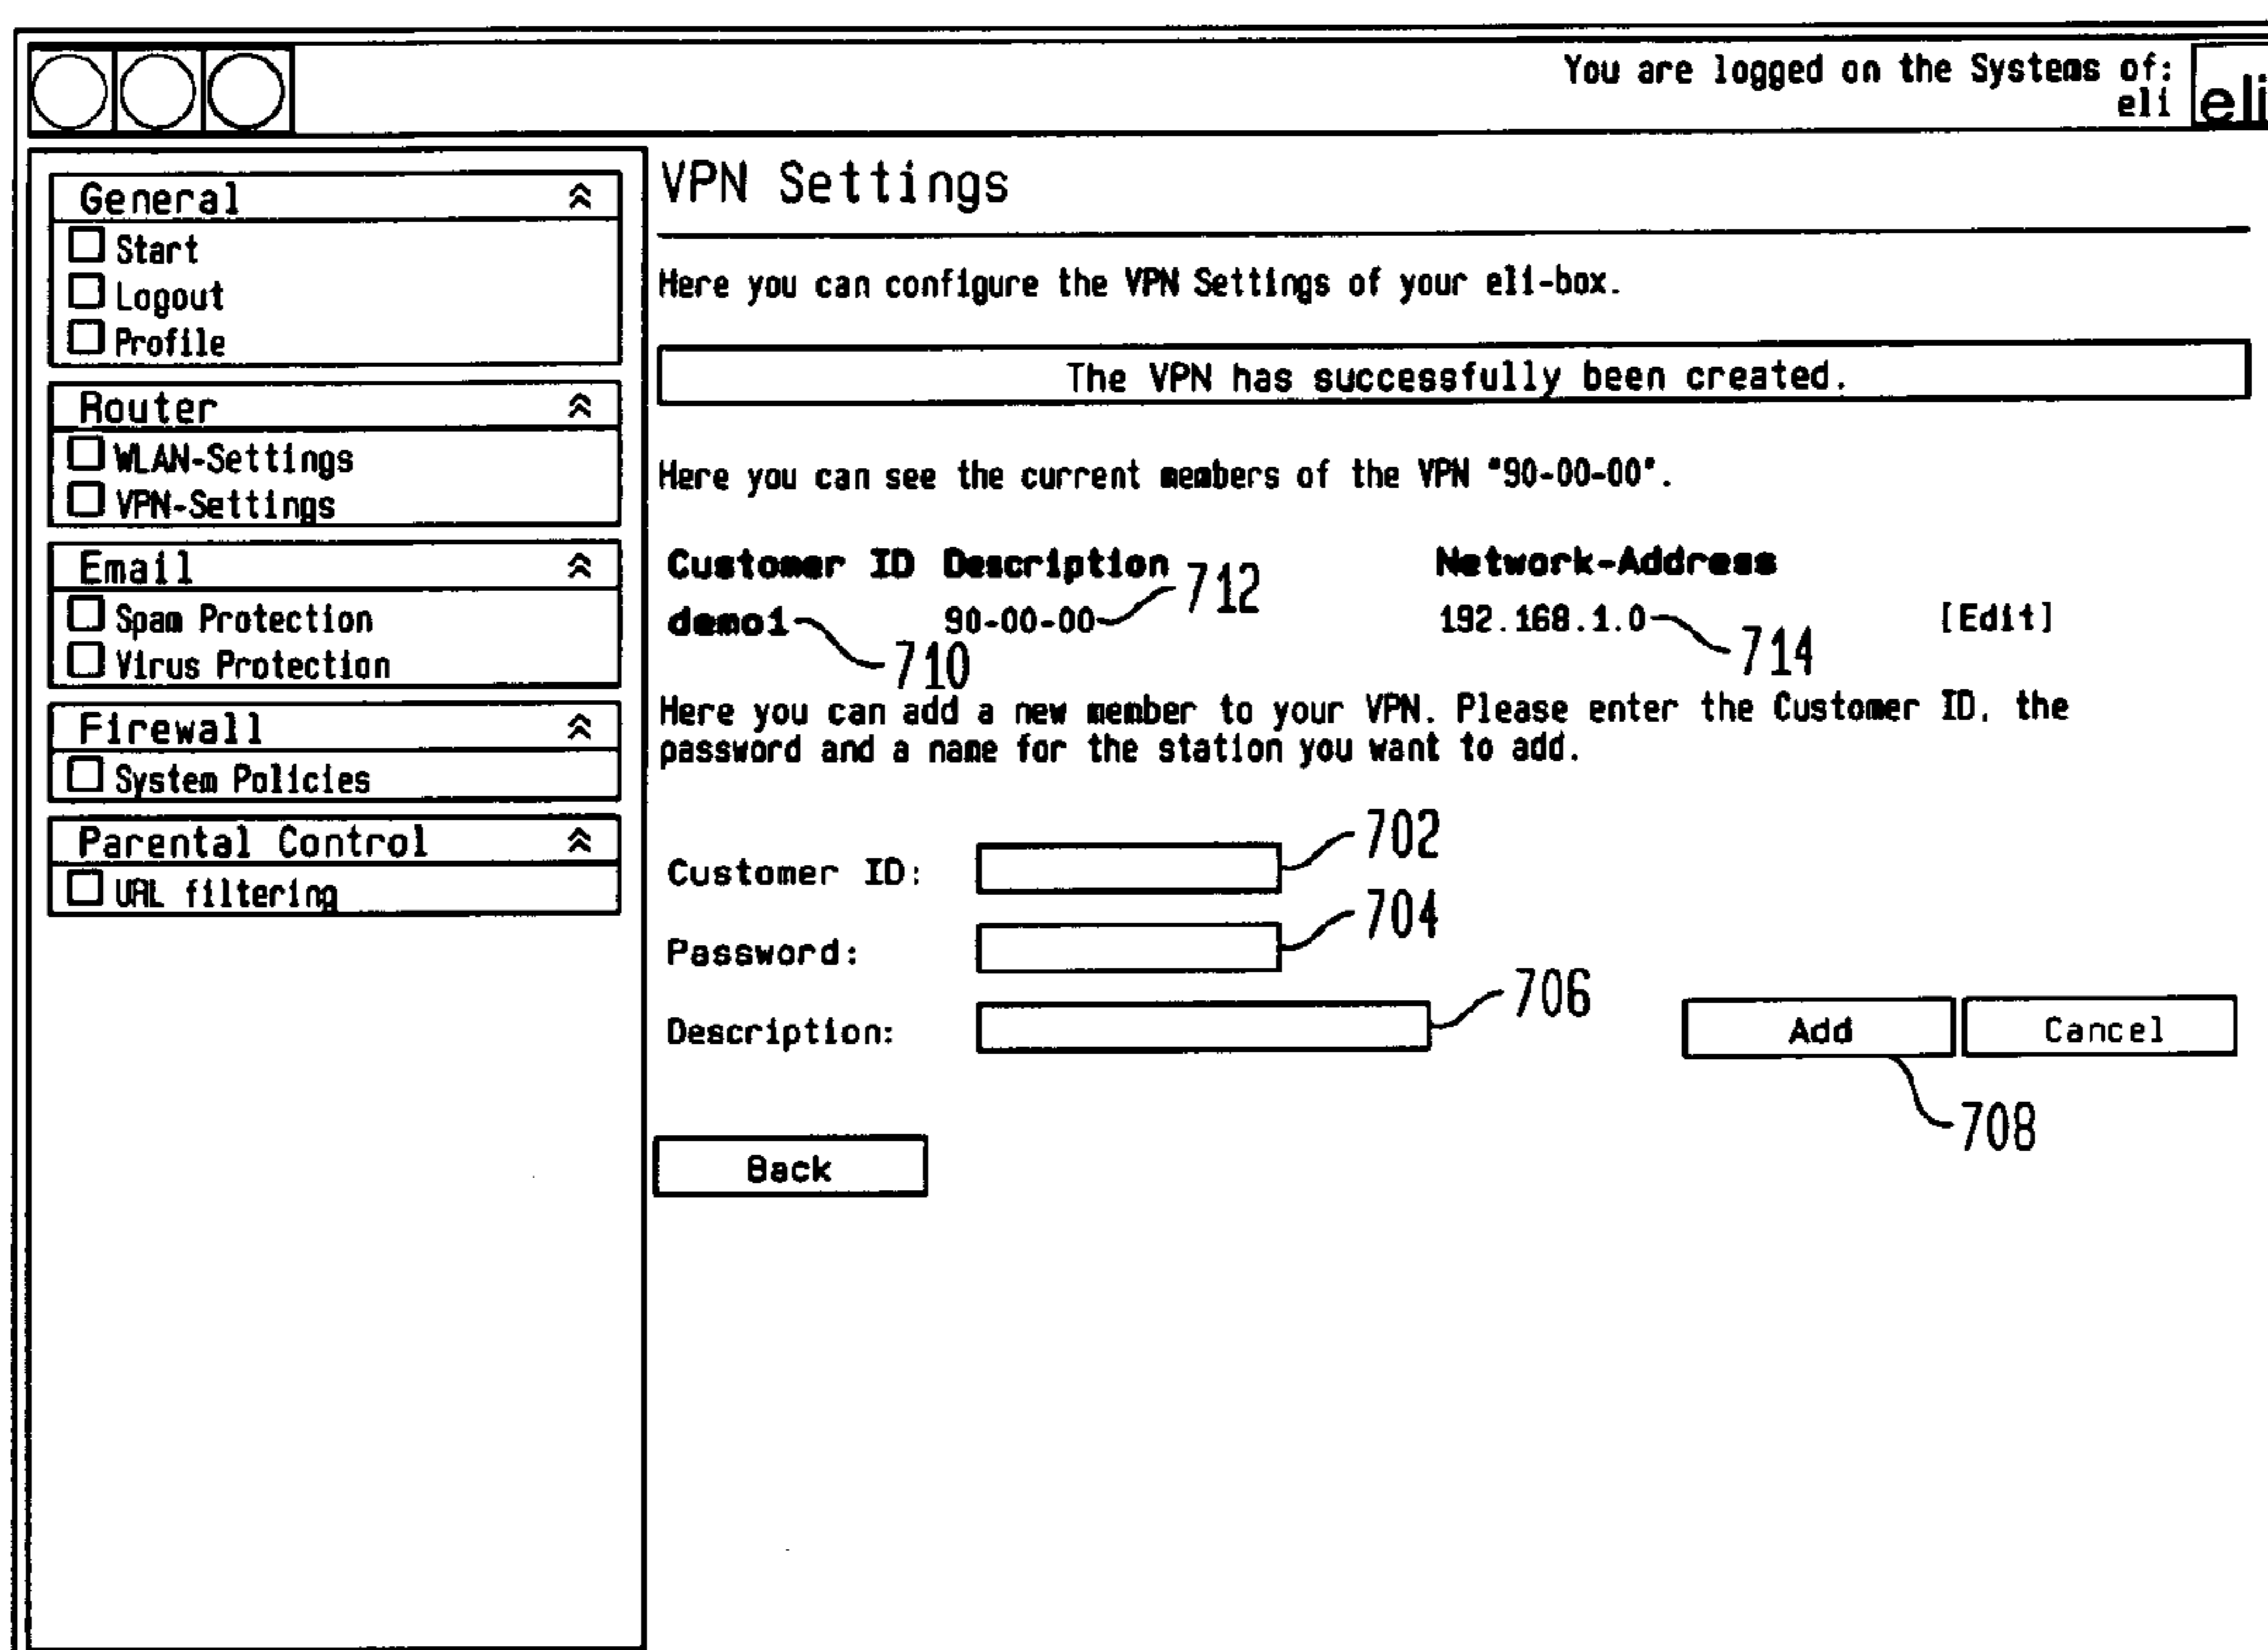 You are logged on the Systems of:
eli
eli
General
Start
Logout
Profile
Router
WLAN-Settings
VPN-Settings
Email
Spam Protection
Virus Protection
Firewall
System Policies
Parental Control
URL filtering
VPN Settings
Here you can configure the VPN Settings of your eli-box.
The VPN has successfully been created.
Here you can see the current members of the VPN "90-00-00".
Customer ID Description Network-Address
712
demo1 90-00-00 192.168.1.0 [Edit]
710 714
Here you can add a new member to your VPN. Please enter the Customer ID, the
password and a name for the station you want to add.
702
Customer ID:
704
Password:
706
Description: Add Cancel
708
Back